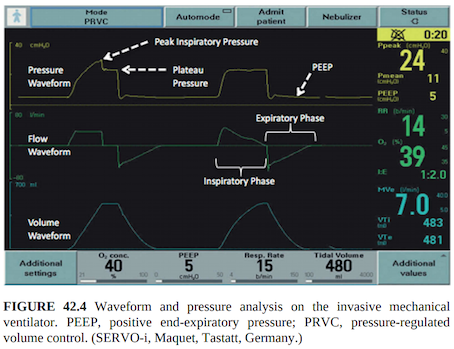 Mode
PRVC
Automode
Admit
patient
Nebulizer
Status
0:20
40 cmH2O
Peak Inspiratory Pressure
Pressure
Waveform
Plateau
Pressure
PEEP
Ppeak (cmH2O)
24
Pmean (cmH2O) 11
PEEP (cmH2O) 5
80 l/min
Flow
Waveform
Expiratory Phase
Inspiratory Phase
RR (b/min)
14
O2 (%)
39
I:E 1:2.0
700 ml
Volume
Waveform
MVe (l/min)
7.0
VTi (ml) 483
VTe (ml) 481
Additional
settings
O2 conc.
40
21 % 100
PEEP
5
0 cmH2O 50
Resp. Rate
15
b/min
Tidal Volume
480
ml
Additional
values
FIGURE 42.4 Waveform and pressure analysis on the invasive mechanical
ventilator. PEEP, positive end-expiratory pressure; PRVC, pressure-regulated
volume control. (SERVO-i, Maquet, Tastatt, Germany.)